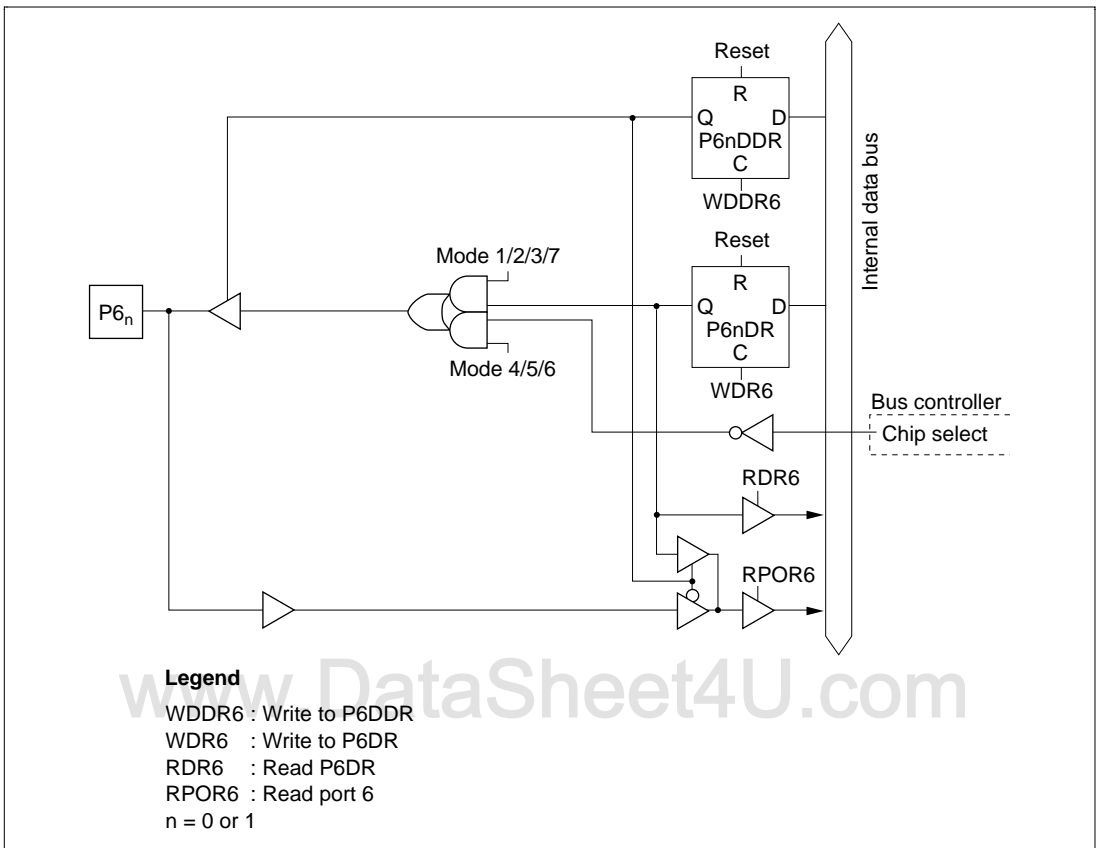 Reset
R
Q D
P6nDDR
C
WDDR6
Internal data bus
Reset
Mode 1/2/3/7
R
Q D
P6n
P6nDR
C
Mode 4/5/6
WDR6
Bus controller
Chip select
RDR6
RPOR6
www.DataSheet4U.com
Legend
WDDR6 : Write to P6DDR
WDR6 : Write to P6DR
RDR6 : Read P6DR
RPOR6 : Read port 6
n = 0 or 1